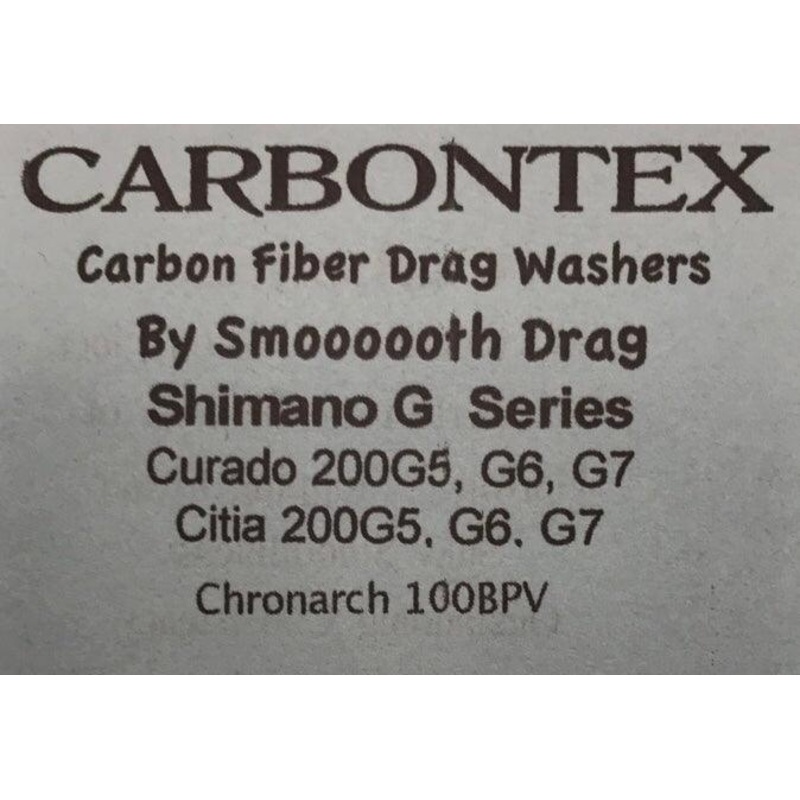 CARBONTEX
Carbon Fiber Drag Washers
By Smoooooth Drag
Shimano G Series
Curado 200G5, G6, G7
Citia 200G5, G6. G7
Chronarch 100BPV